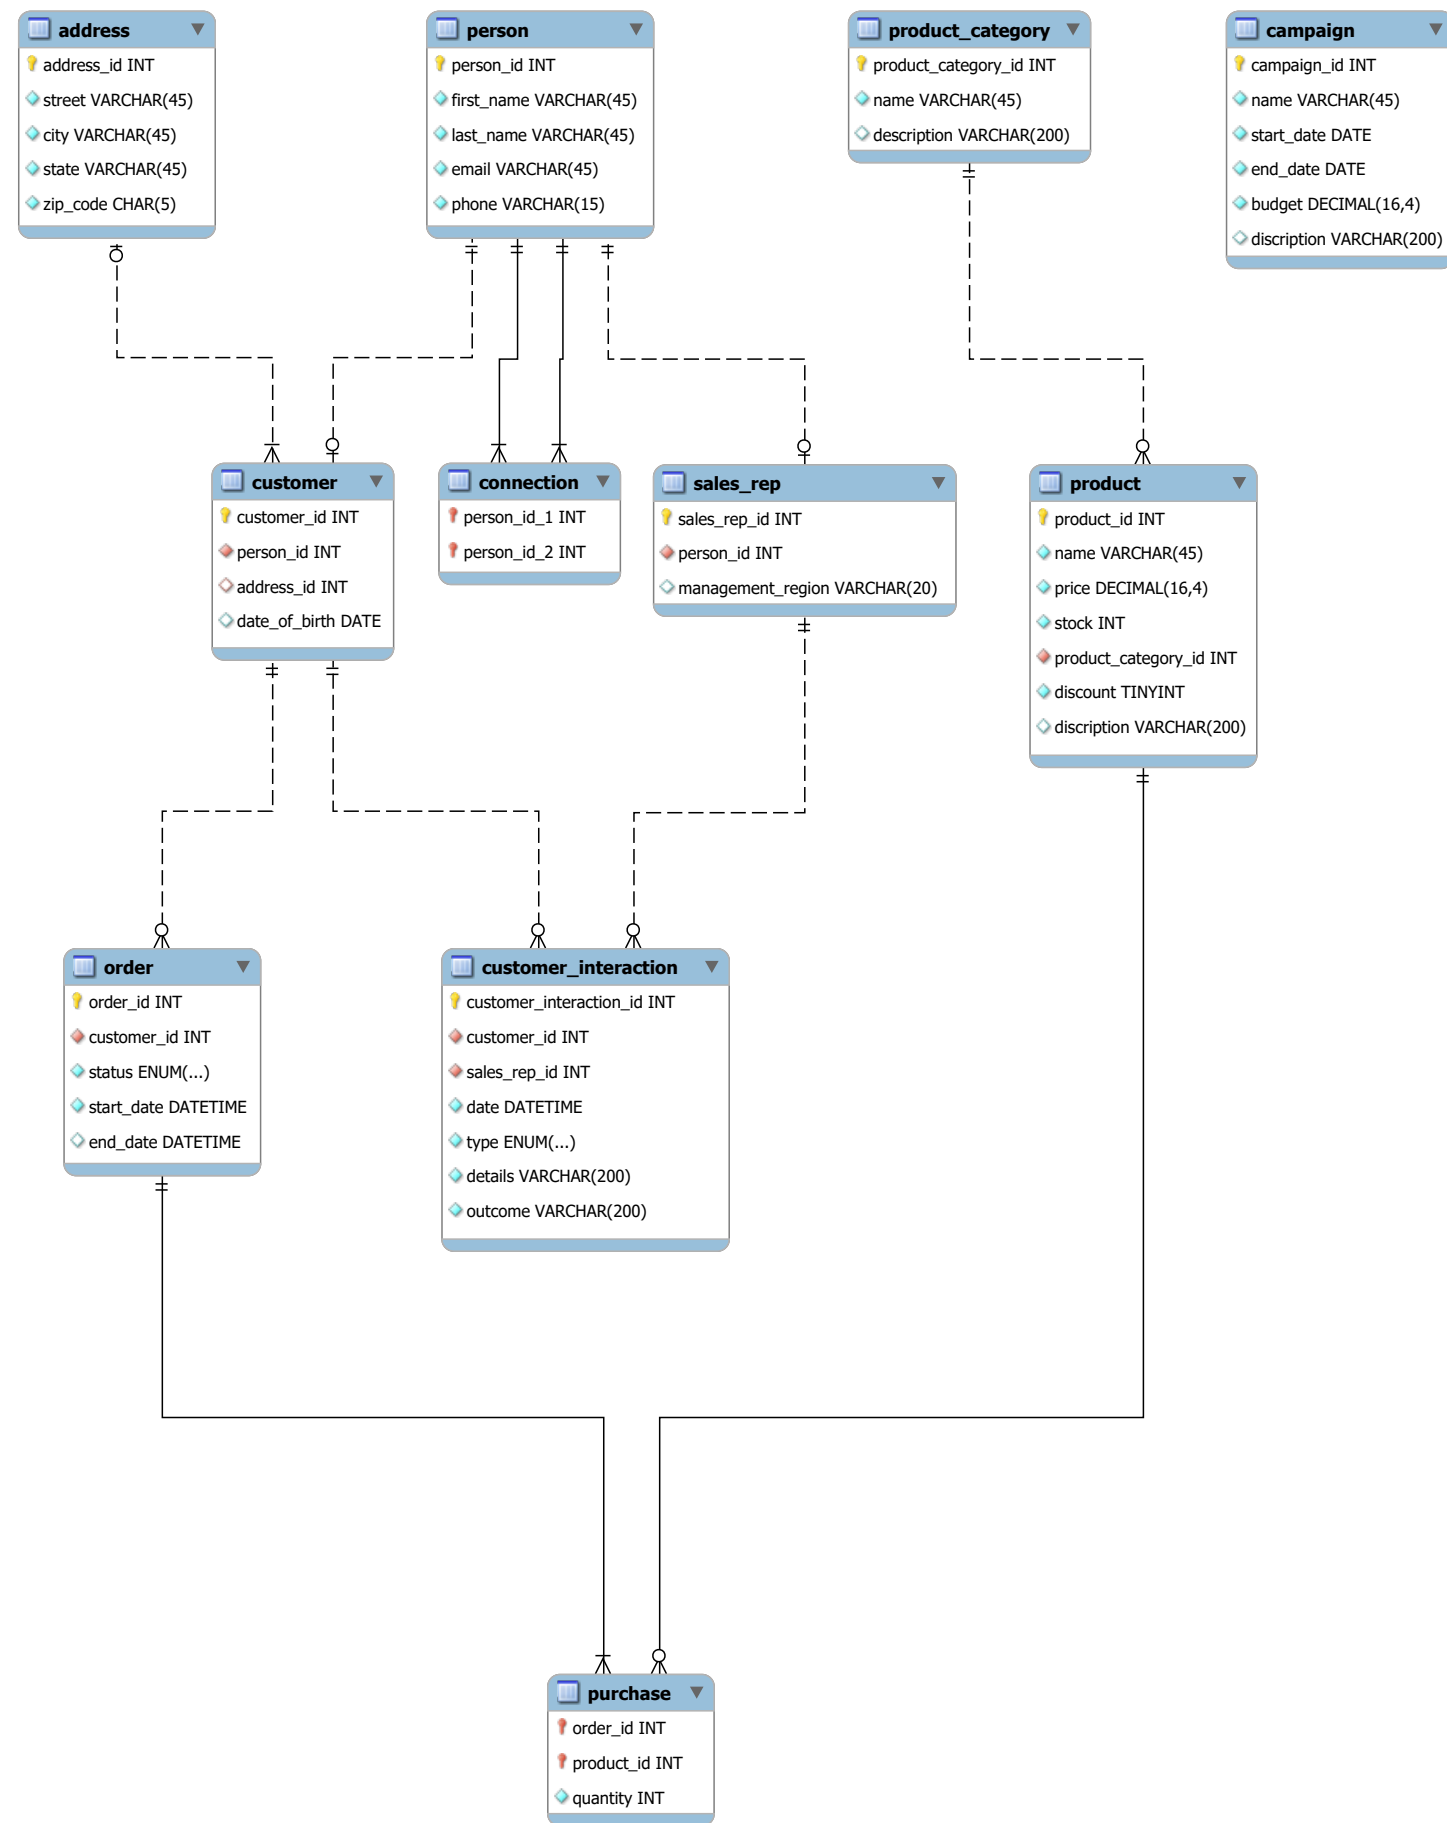 address
address_id INT
street VARCHAR(45)
city VARCHAR(45)
state VARCHAR(45)
zip_code CHAR(5)
person
person_id INT
first_name VARCHAR(45)
last_name VARCHAR(45)
email VARCHAR(45)
phone VARCHAR(15)
product_category
product_category_id INT
name VARCHAR(45)
description VARCHAR(200)
campaign
campaign_id INT
name VARCHAR(45)
start_date DATE
end_date DATE
budget DECIMAL(16,4)
discription VARCHAR(200)
customer
customer_id INT
person_id INT
address_id INT
date_of_birth DATE
connection
person_id_1 INT
person_id_2 INT
sales_rep
sales_rep_id INT
person_id INT
management_region VARCHAR(20)
product
product_id INT
name VARCHAR(45)
price DECIMAL(16,4)
stock INT
product_category_id INT
discount TINYINT
discription VARCHAR(200)
order
order_id INT
customer_id INT
status ENUM(...)
start_date DATETIME
end_date DATETIME
customer_interaction
customer_interaction_id INT
customer_id INT
sales_rep_id INT
date DATETIME
type ENUM(...)
details VARCHAR(200)
outcome VARCHAR(200)
purchase
order_id INT
product_id INT
quantity INT